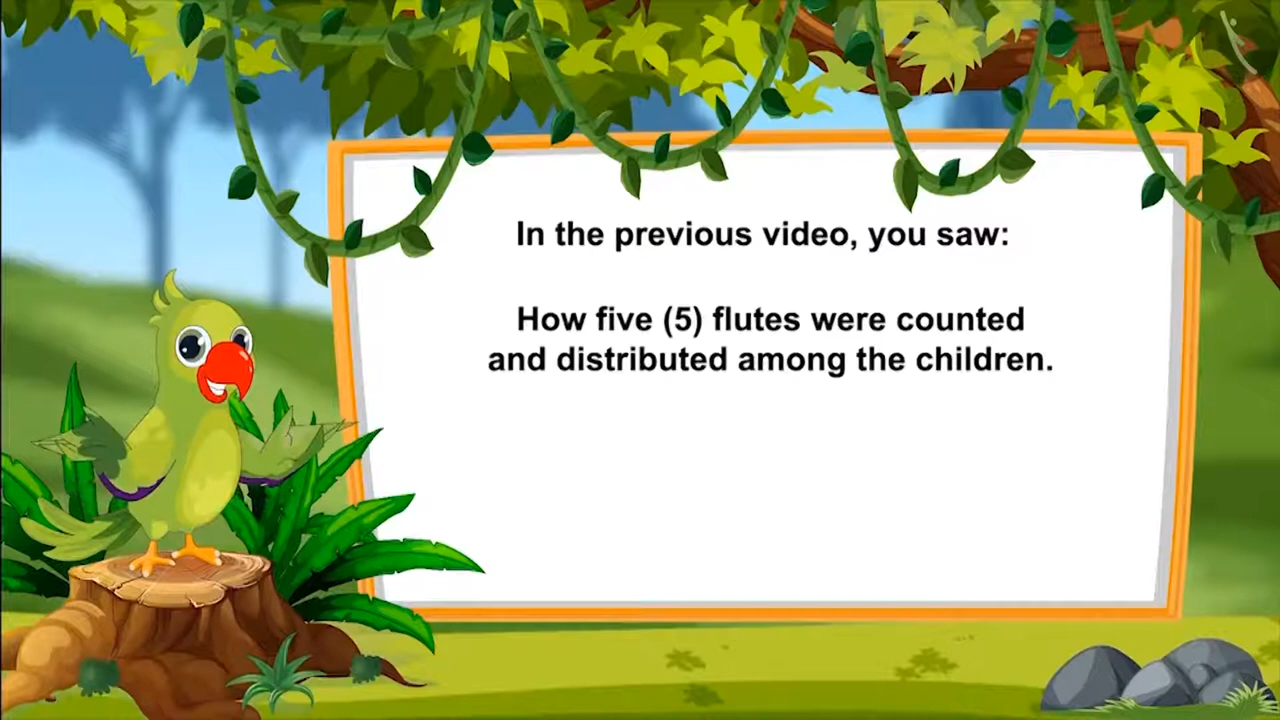 In the previous video, you saw:
How five (5) flutes were counted
and distributed among the children.